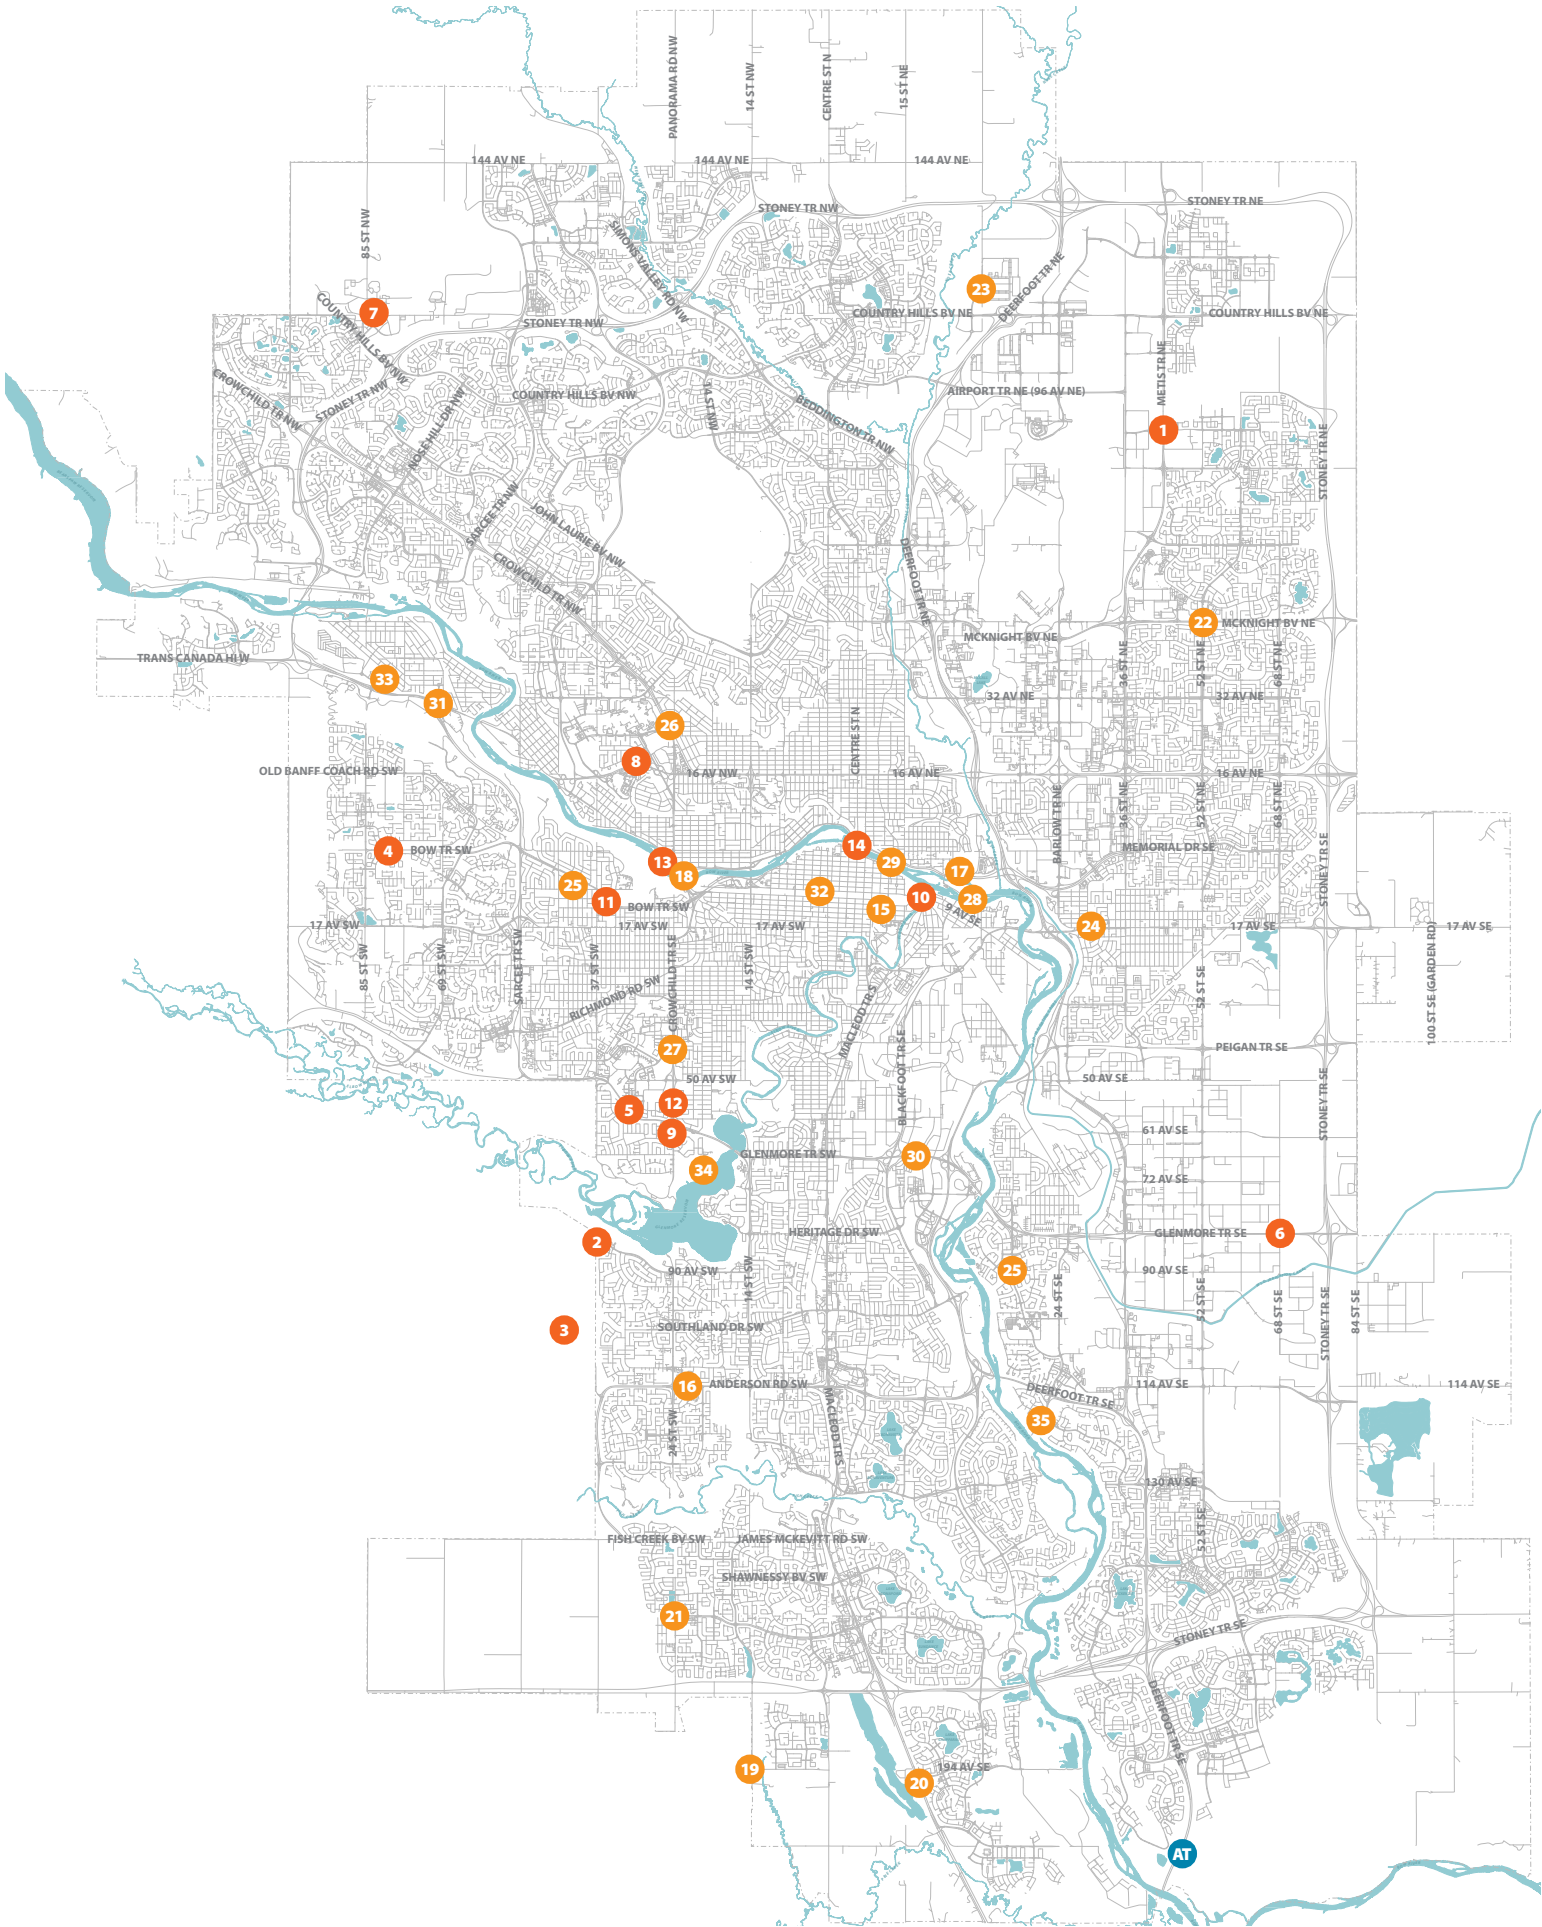 PANORAMA RD NW
14 ST NW
CENTRE ST N
15 ST NE
144 AV NE
144 AV NE
144 AV NE
STONEY TR NW
STONEY TR NE
85 ST NW
SIMONS VALLEY RD NW
DEERFOOT TR NE
23
7
COUNTRY HILLS BV NW
STONEY TR NW
COUNTRY HILLS BV NE
COUNTRY HILLS BV NE
METIS TR NE
CROWCHILD TR NW
STONEY TR NW
COUNTRY HILLS BV NW
14 ST NW
AIRPORT TR NE (96 AV NE)
NOSE HILL DR NW
BEDDINGTON TR NW
1
STONEY TR NE
SARCEE TR NW
JOHN LAURIE BV NW
CROWCHILD TR NW
DEERFOOT TR NE
22
MCKNIGHT BV NE
MCKNIGHT BV NE
TRANS CANADA HI W
36 ST NE
52 ST NE
68 ST NE
33
31
32 AV NE
32 AV NE
26
CENTRE ST N
8
OLD BANFF COACH RD SW
16 AV NW
16 AV NE
16 AV NE
BARLOW TR NE
36 ST NE
52 ST NE
68 ST NE
4
BOW TR SW
14
MEMORIAL DR SE
STONEY TR SE
13
29
18
17
25
32
11
BOW TR SW
10
28
15
9 AV SE
17 AV SW
17 AV SW
17 AV SW
24
17 AV SE
17 AV SE
85 ST SW
69 ST SW
SARCEE TR SW
37 ST SW
CROWCHILD TR SE
14 ST SW
RICHMOND RD SW
MACLEOD TR S
52 ST SE
100 ST SE (GARDEN RD)
27
BLACKFOOT TR SE
PEIGAN TR SE
50 AV SW
50 AV SE
STONEY TR SE
5
12
9
61 AV SE
GLENMORE TR SW
30
34
72 AV SE
HERITAGE DR SW
GLENMORE TR SE
6
2
90 AV SW
14 ST SW
25
90 AV SE
24 ST SE
52 ST SE
68 ST SE
STONEY TR SE
84 ST SE
3
SOUTHLAND DR SW
16
ANDERSON RD SW
DEERFOOT TR SE
114 AV SE
114 AV SE
24 ST SW
MACLEOD TR S
35
130 AV SE
52 ST SE
FISH CREEK BV SW
JAMES MCKEVITT RD SW
SHAWNESSY BV SW
21
STONEY TR SE
DEERFOOT TR SE
19
20
194 AV SE
AT